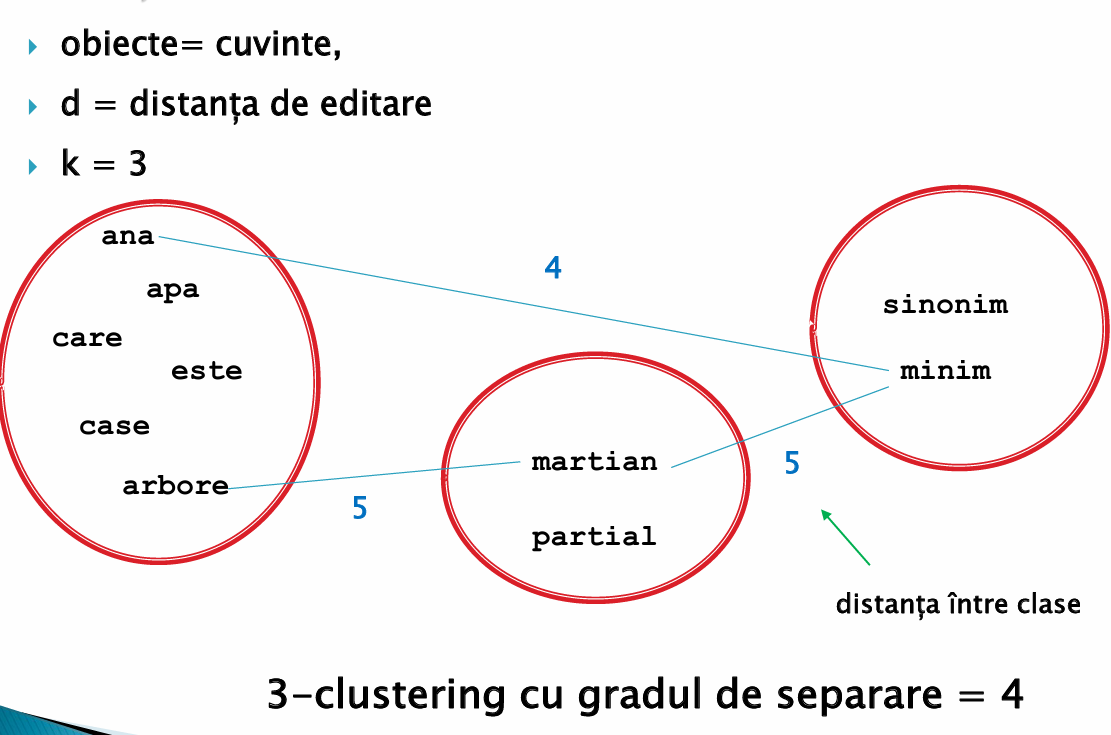 obiecte= cuvinte,
d = distanța de editare
k = 3
ana
apa
care
este
case
arbore
4
sinonim
minim
martian
partial
5
5
distanța între clase
3-clustering cu gradul de separare = 4